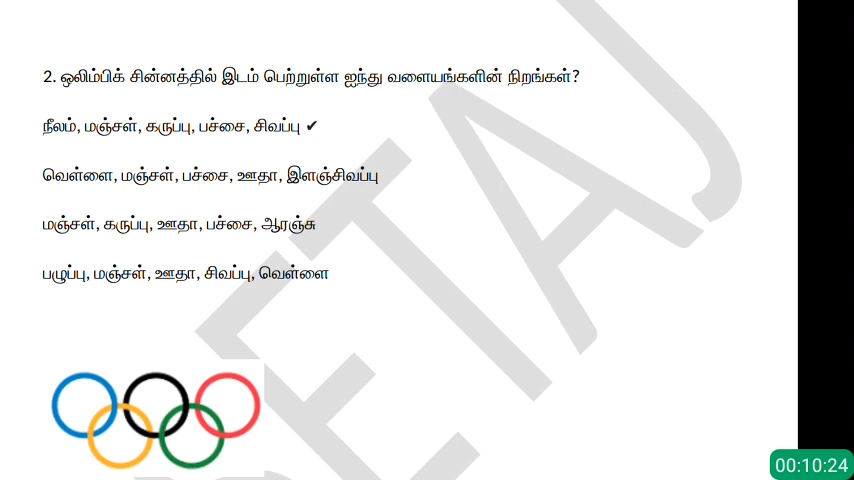 2. ஒலிம்பிக் சின்னத்தில் இடம் பெற்றுள்ள ஐந்து வளையங்களின் நிறங்கள்?
நீலம், மஞ்சள், கருப்பு, பச்சை, சிவப்பு ✔
வெள்ளை, மஞ்சள், பச்சை, ஊதா, இளஞ்சிவப்பு
மஞ்சள், கருப்பு, ஊதா, பச்சை, ஆரஞ்சு
பழுப்பு, மஞ்சள், ஊதா, சிவப்பு, வெள்ளை
00:10:24